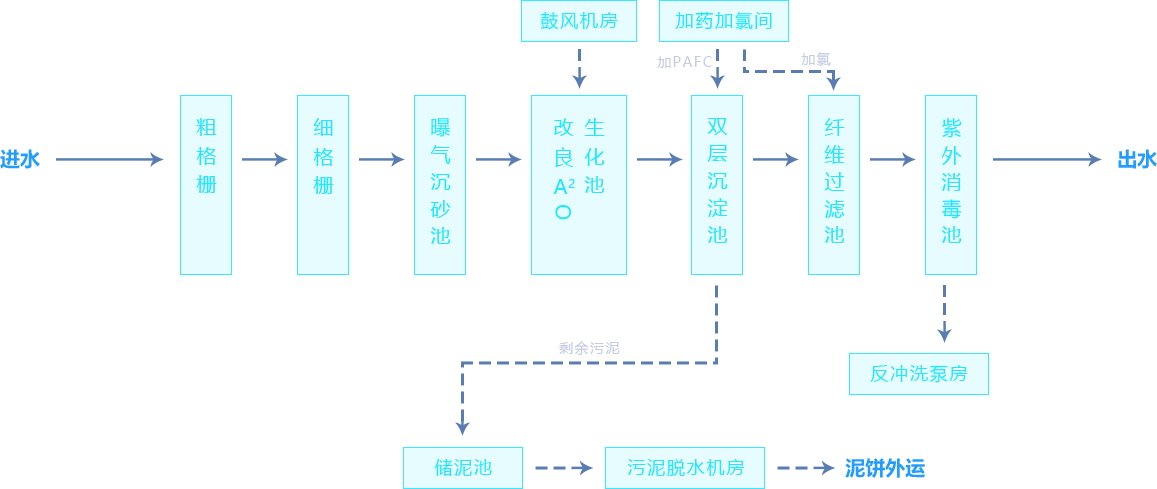 鼓风机房
加药加氯间
加PAFC
加氯
进水
粗格栅
细格栅
曝气沉砂池
改良A²O
生化池
双层沉淀池
纤维过滤池
紫外消毒池
出水
剩余污泥
反冲洗泵房
储泥池
污泥脱水机房
泥饼外运